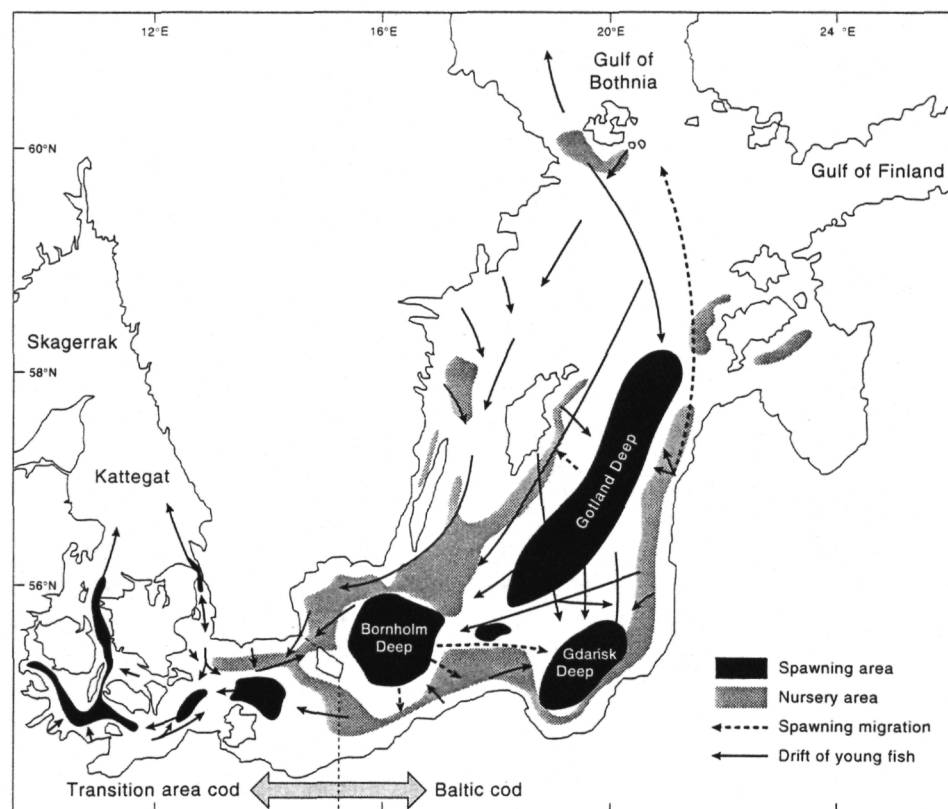 12°E
16°E
20°E
24 °E
Gulf of
Bothnia
60°N
Gulf of Finland
Skagerrak
58°N
Kattegat
Gotland Deep
56°N
Bornholm
Deep
Gdańsk
Deep
Spawning area
Nursery area
Spawning migration
Drift of young fish
Transition area cod
Baltic cod